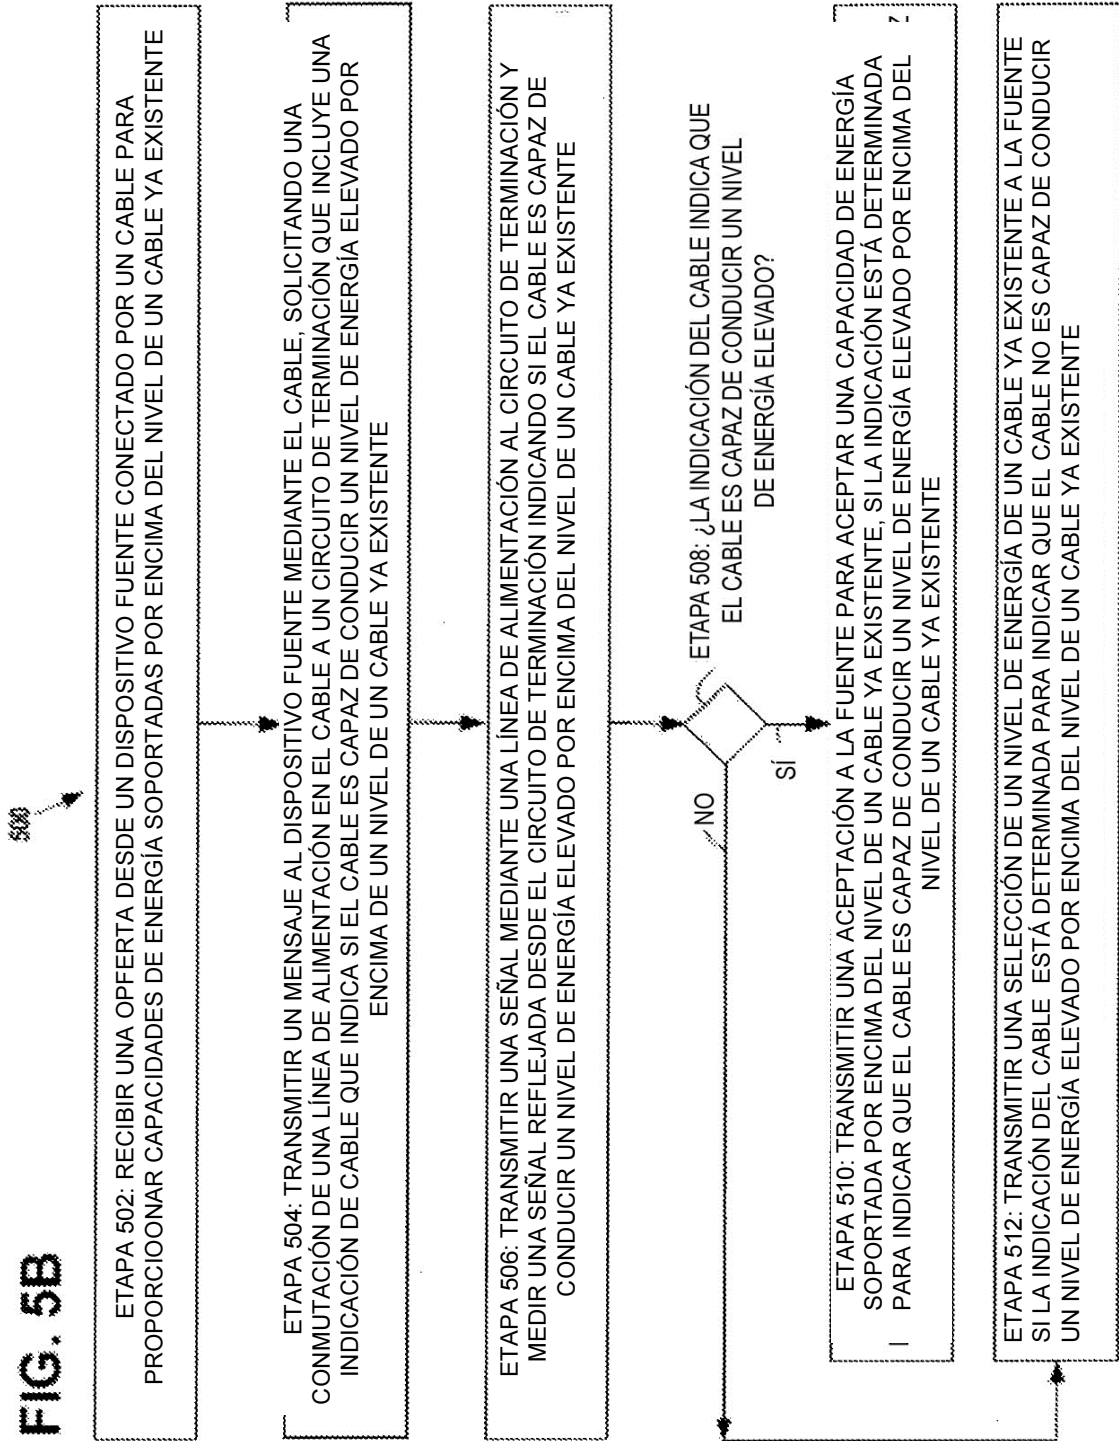 FIG. 5B
500
ETAPA 502: RECIBIR UNA OPFERTA DESDE UN DISPOSITIVO FUENTE CONECTADO POR UN CABLE PARA
PROPORCIOONAR CAPACIDADES DE ENERGÍA SOPORTADAS POR ENCIMA DEL NIVEL DE UN CABLE YA EXISTENTE
ETAPA 504: TRANSMITIR UN MENSAJE AL DISPOSITIVO FUENTE MEDIANTE EL CABLE, SOLICITANDO UNA
CONMUTACIÓN DE UNA LÍNEA DE ALIMENTACIÓN EN EL CABLE A UN CIRCUITO DE TERMINACIÓN QUE INCLUYE UNA
INDICACIÓN DE CABLE QUE INDICA SI EL CABLE ES CAPAZ DE CONDUCIR UN NIVEL DE ENERGÍA ELEVADO POR
ENCIMA DE UN NIVEL DE UN CABLE YA EXISTENTE
ETAPA 506: TRANSMITIR UNA SEÑAL MEDIANTE UNA LÍNEA DE ALIMENTACIÓN AL CIRCUITO DE TERMINACIÓN Y
MEDIR UNA SEÑAL REFLEJADA DESDE EL CIRCUITO DE TERMINACIÓN INDICANDO SI EL CABLE ES CAPAZ DE
CONDUCIR UN NIVEL DE ENERGÍA ELEVADO POR ENCIMA DEL NIVEL DE UN CABLE YA EXISTENTE
ETAPA 508: ¿LA INDICACIÓN DEL CABLE INDICA QUE
EL CABLE ES CAPAZ DE CONDUCIR UN NIVEL
DE ENERGÍA ELEVADO?
NO
SÍ
ETAPA 510: TRANSMITIR UNA ACEPTACIÓN A LA FUENTE PARA ACEPTAR UNA CAPACIDAD DE ENERGÍA
SOPORTADA POR ENCIMA DEL NIVEL DE UN CABLE YA EXISTENTE, SI LA INDICACIÓN ESTÁ DETERMINADA
PARA INDICAR QUE EL CABLE ES CAPAZ DE CONDUCIR UN NIVEL DE ENERGÍA ELEVADO POR ENCIMA DEL
NIVEL DE UN CABLE YA EXISTENTE
ETAPA 512: TRANSMITIR UNA SELECCIÓN DE UN NIVEL DE ENERGÍA DE UN CABLE YA EXISTENTE A LA FUENTE
SI LA INDICACIÓN DEL CABLE ESTÁ DETERMINADA PARA INDICAR QUE EL CABLE NO ES CAPAZ DE CONDUCIR
UN NIVEL DE ENERGÍA ELEVADO POR ENCIMA DEL NIVEL DE UN CABLE YA EXISTENTE